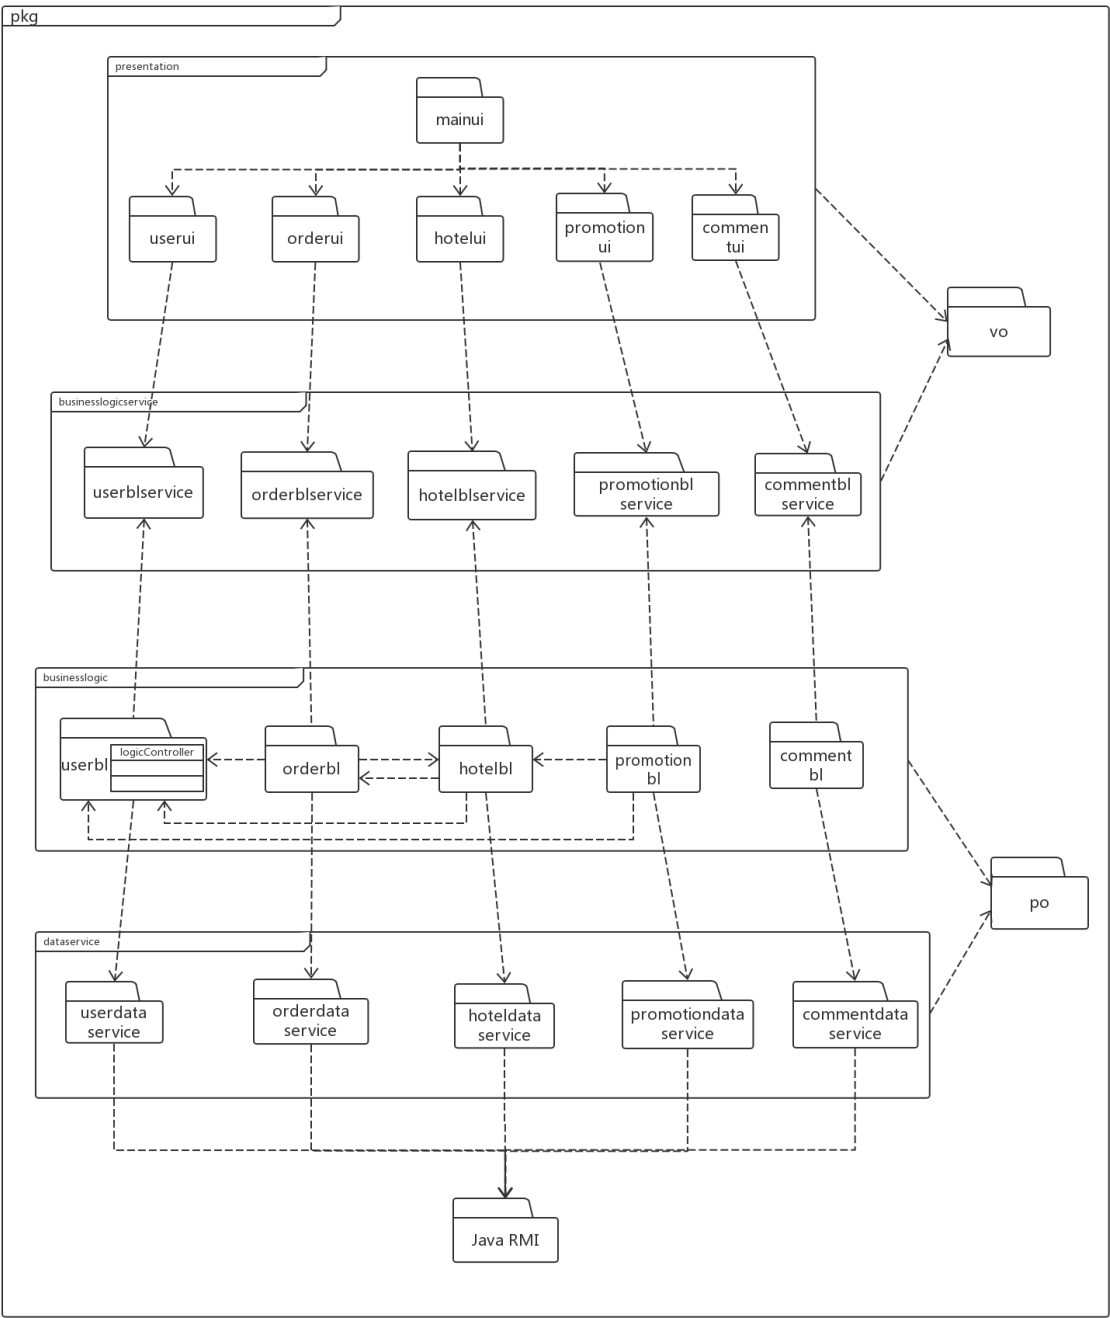 pkg
presentation
mainui
userui
orderui
hotelui
promotion
ui
commen
tui
vo
businesslogicservice
userblservice
orderblservice
hotelblservice
promotionbl
service
commentbl
service
businesslogic
userbl
logicController
orderbl
hotelbl
promotion
bl
comment
bl
po
dataservice
userdata
service
orderdata
service
hoteldata
service
promotiondata
service
commentdata
service
Java RMI